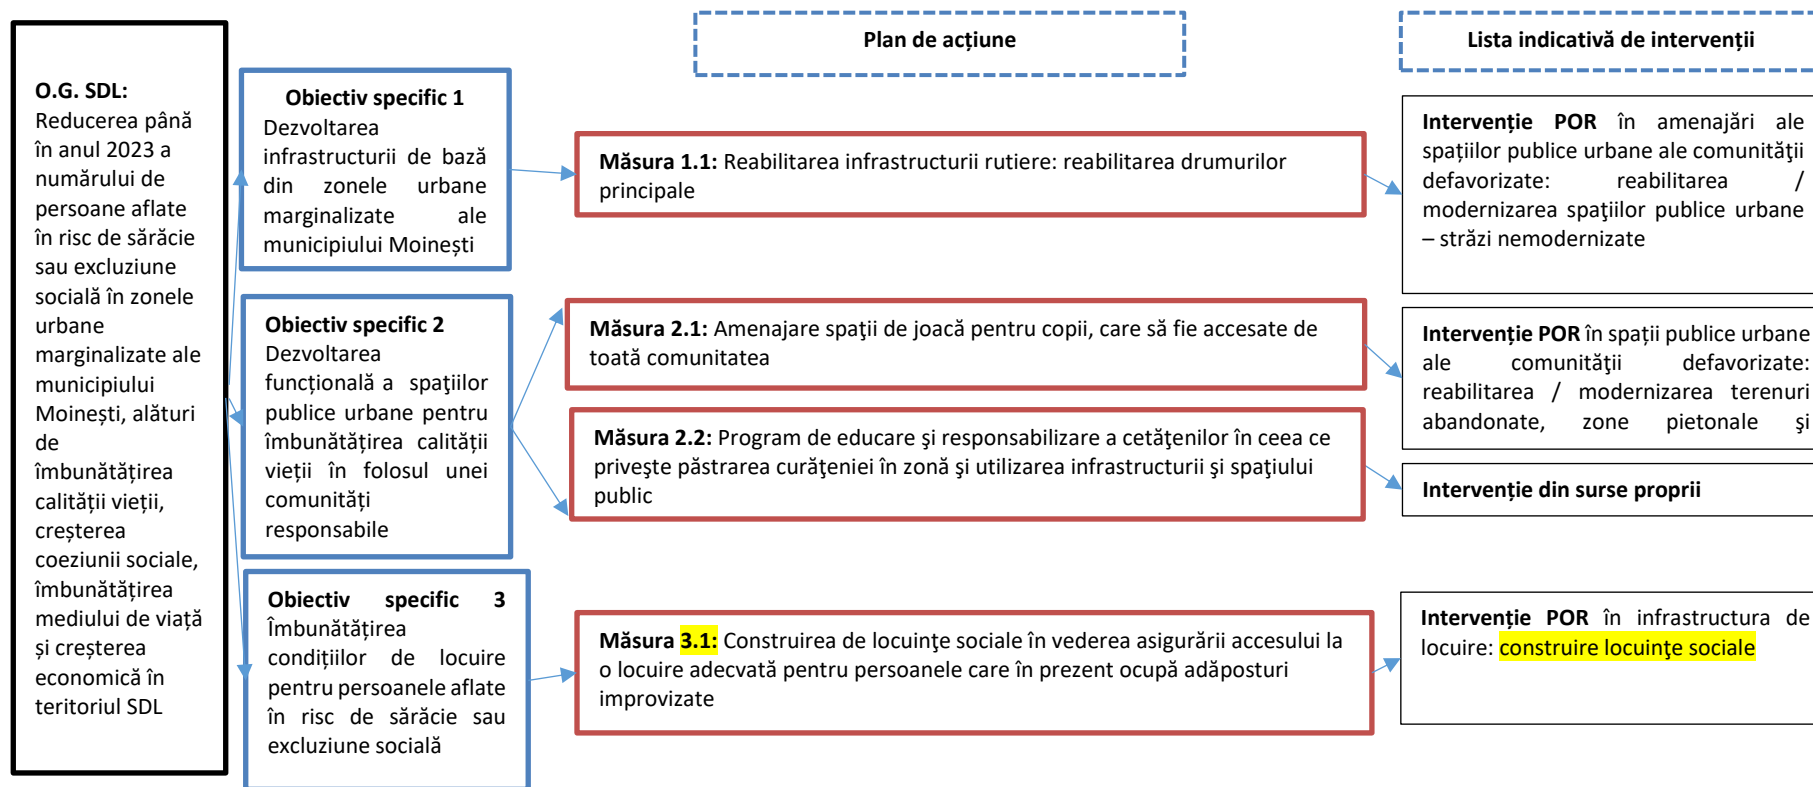 Plan de acțiune
Lista indicativă de intervenții
O.G. SDL:
Reducerea până
în anul 2023 a
numărului de
persoane aflate
în risc de sărăcie
sau excluziune
socială în zonele
urbane
marginalizate ale
municipiului
Moinești, alături
de
îmbunătățirea
calității vieții,
creșterea
coeziunii sociale,
îmbunătățirea
mediului de viață
și creșterea
economică în
teritoriul SDL
Obiectiv specific 1
Dezvoltarea
infrastructurii de bază
din zonele urbane
marginalizate ale
municipiului Moinești
Măsura 1.1: Reabilitarea infrastructurii rutiere: reabilitarea drumurilor
principale
Intervenție POR în amenajări ale
spațiilor publice urbane ale comunităţii
defavorizate: reabilitarea /
modernizarea spaţiilor publice urbane
– străzi nemodernizate
Obiectiv specific 2
Dezvoltarea
funcțională a spaţiilor
publice urbane pentru
îmbunătățirea calității
vieții în folosul unei
comunități
responsabile
Măsura 2.1: Amenajare spaţii de joacă pentru copii, care să fie accesate de
toată comunitatea
Măsura 2.2: Program de educare şi responsabilizare a cetăţenilor în ceea ce
priveşte păstrarea curăţeniei în zonă şi utilizarea infrastructurii şi spaţiului
public
Intervenție POR în spații publice urbane
ale comunităţii defavorizate:
reabilitarea / modernizarea terenuri
abandonate, zone pietonale şi
Intervenție din surse proprii
Obiectiv specific 3
Îmbunătățirea
condițiilor de locuire
pentru persoanele aflate
în risc de sărăcie sau
excluziune socială
Măsura 3.1: Construirea de locuinţe sociale în vederea asigurării accesului la
o locuire adecvată pentru persoanele care în prezent ocupă adăposturi
improvizate
Intervenție POR în infrastructura de
locuire: construire locuinţe sociale